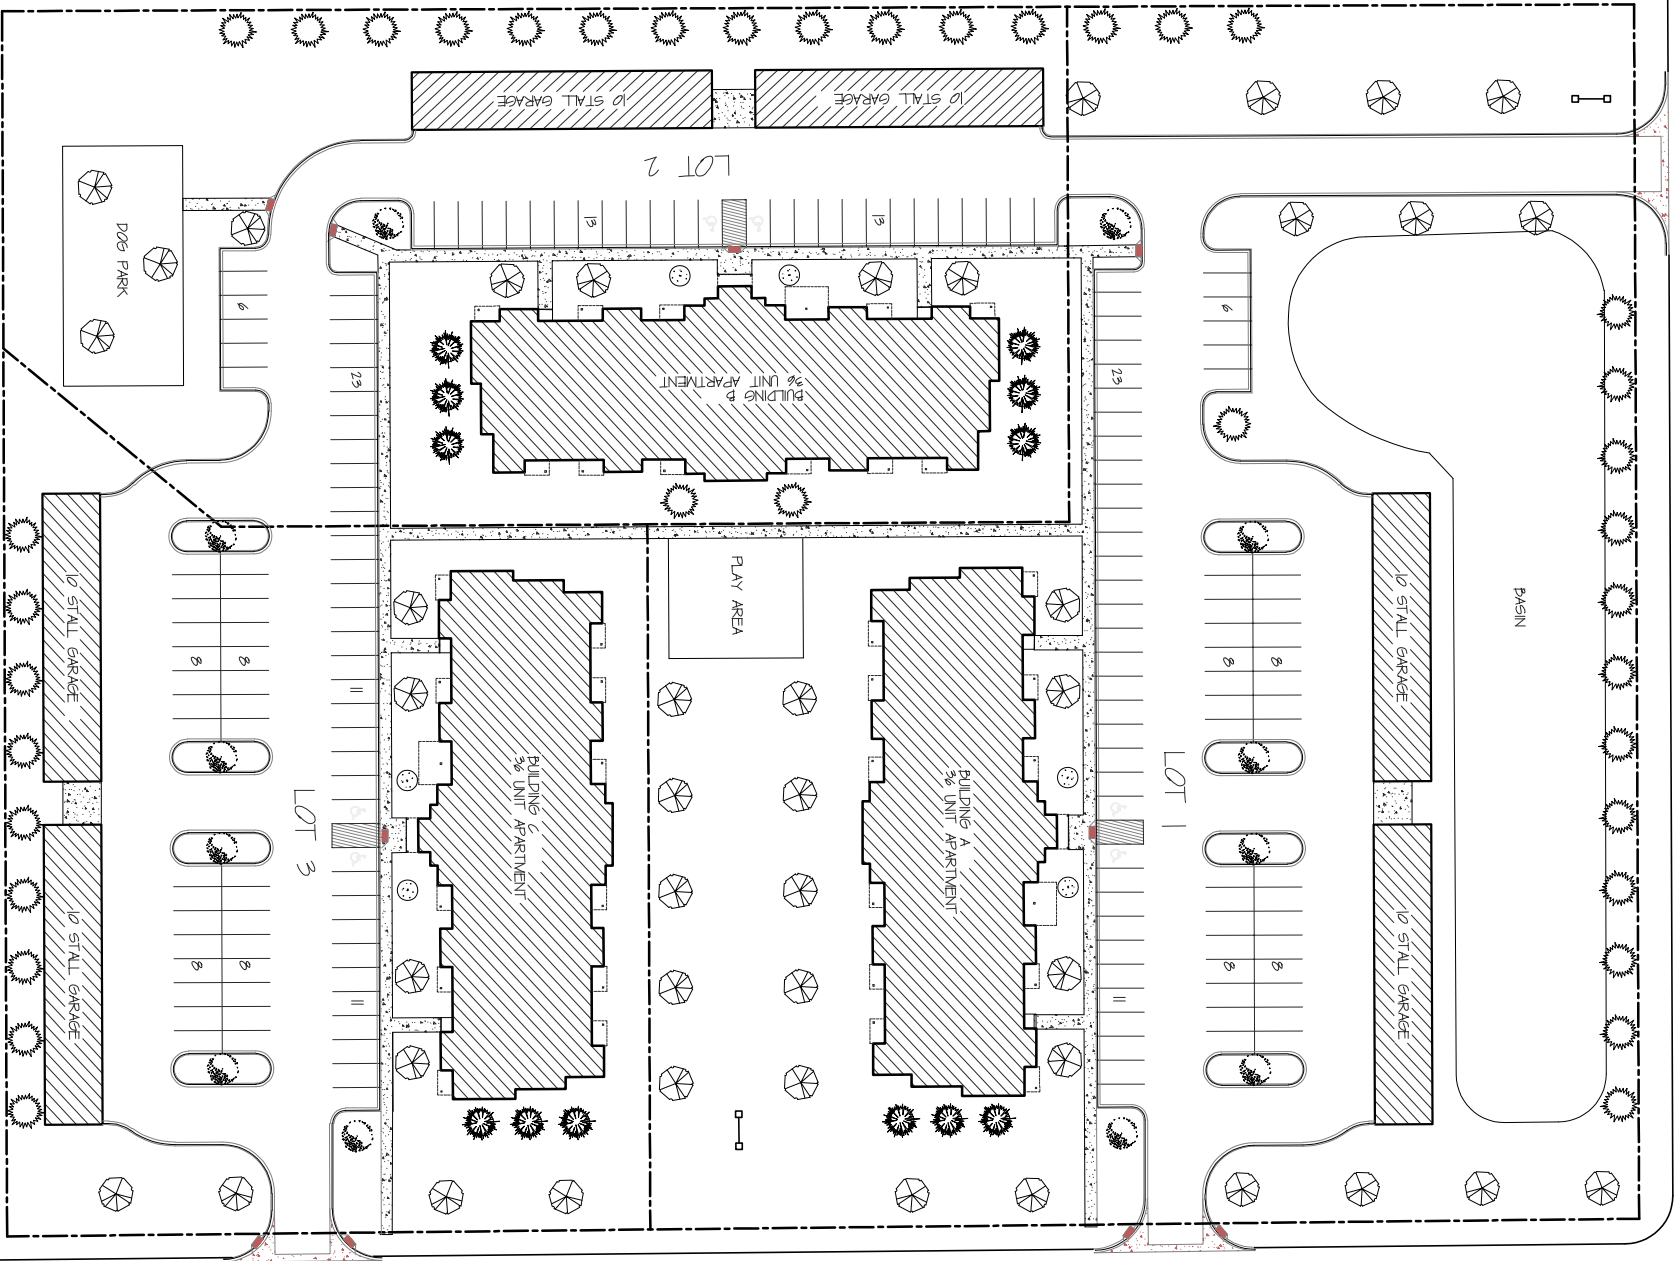 10 STALL GARAGE
10 STALL GARAGE
LOT 2
13
13
DOG PARK
6
23
23
6
BUILDING B
36 UNIT APARTMENT
PLAY AREA
10 STALL GARAGE
8
8
11
BUILDING C
36 UNIT APARTMENT
BUILDING A
36 UNIT APARTMENT
LOT 3
LOT 1
8
8
10 STALL GARAGE
BASIN
10 STALL GARAGE
8
8
11
11
8
8
10 STALL GARAGE